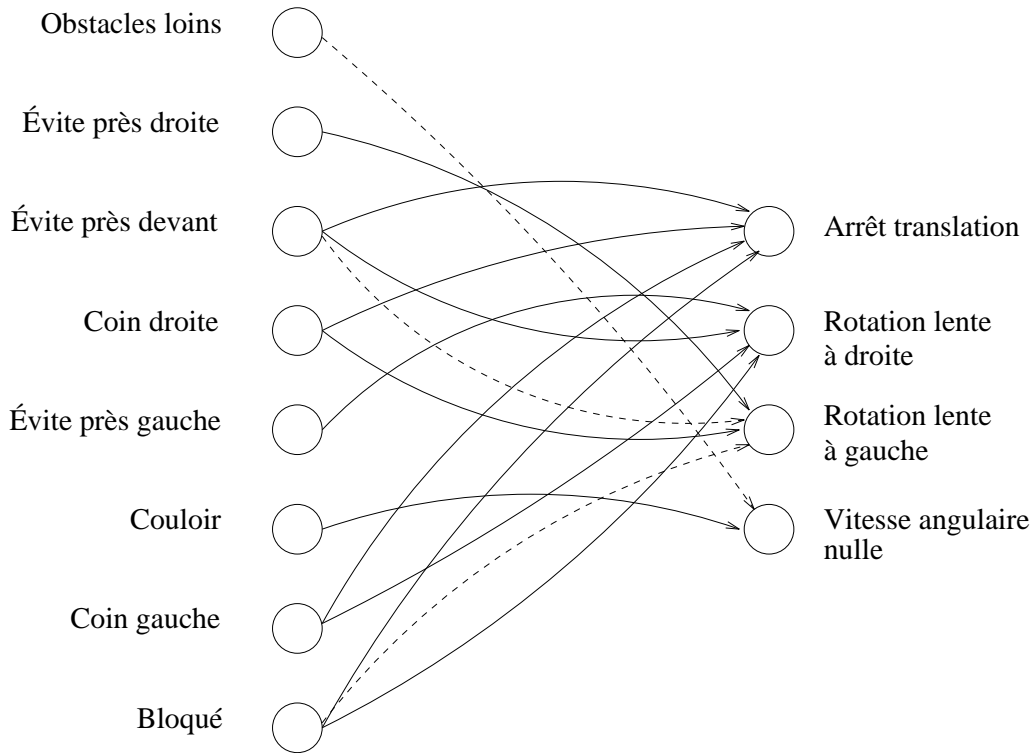 Obstacles loins
Évite près droite
Évite près devant
Coin droite
Évite près gauche
Couloir
Coin gauche
Bloqué
Arrêt translation
Rotation lente
à droite
Rotation lente
à gauche
Vitesse angulaire
nulle